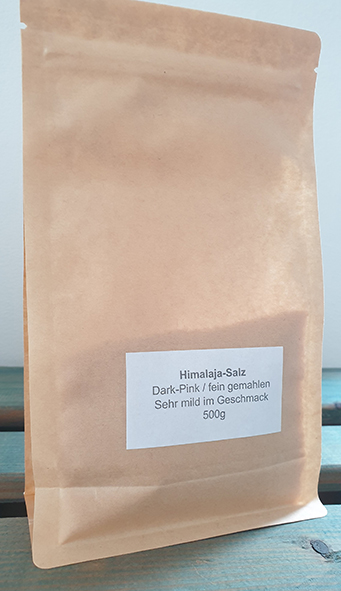 Himalaja-Salz
Dark-Pink / fein gemahlen
Sehr mild im Geschmack
500g